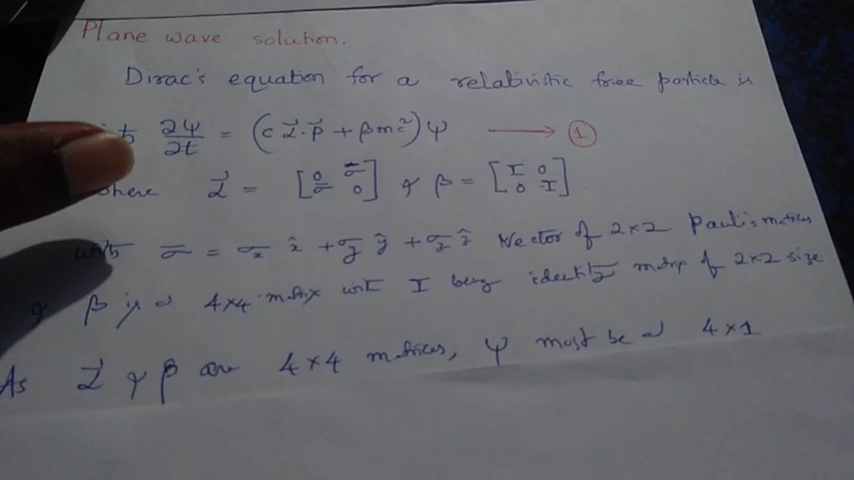 Plane wave solution.
Dirac's equation for a relativistic free particle is
ħ ∂Ψ/∂t = (c α⃗·p⃗ + βmc²)Ψ → ①
where α⃗ = [0 σ̄; σ̄ 0] & β = [I 0; 0 -I]
with σ̄ = σx x̂ + σy ŷ + σz ẑ Vector of 2×2 Pauli's matrices
& β is a 4×4 matrix with I being identity matrix of 2×2 size
As α⃗ & β are 4×4 matrices, Ψ must be a 4×1